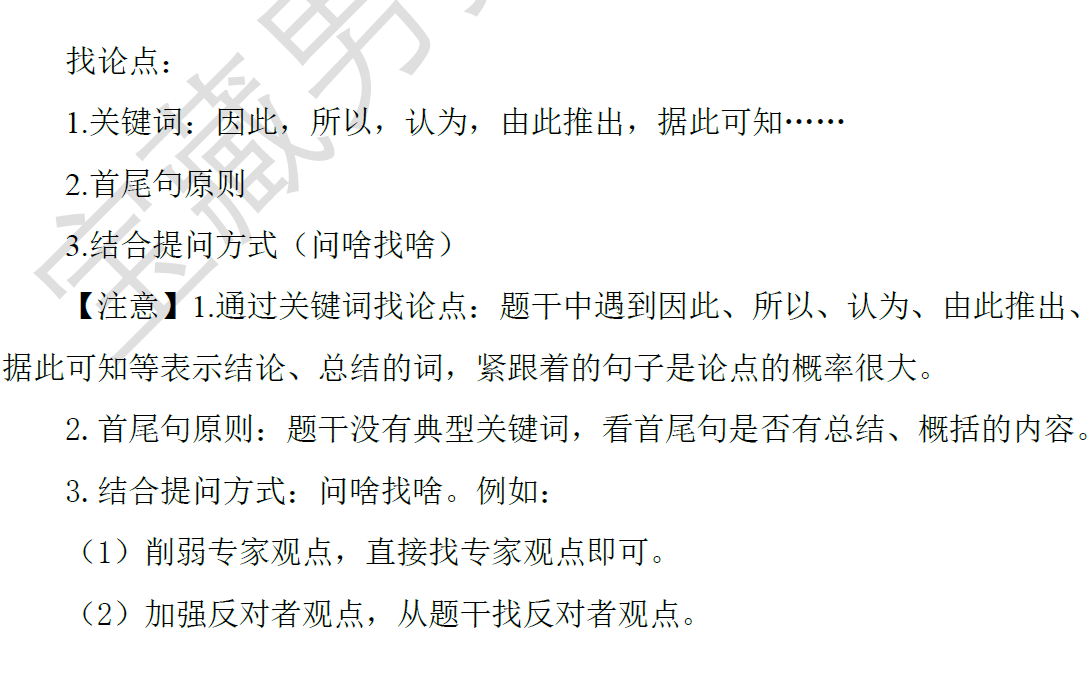 找论点：
1.关键词：因此，所以，认为，由此推出，据此可知……
2.首尾句原则
3.结合提问方式（问啥找啥）
【注意】1.通过关键词找论点：题干中遇到因此、所以、认为、由此推出、
据此可知等表示结论、总结的词，紧跟着的句子是论点的概率很大。
2. 首尾句原则：题干没有典型关键词，看首尾句是否有总结、概括的内容。
3. 结合提问方式：问啥找啥。例如：
（1）削弱专家观点，直接找专家观点即可。
（2）加强反对者观点，从题干找反对者观点。
宝藏男